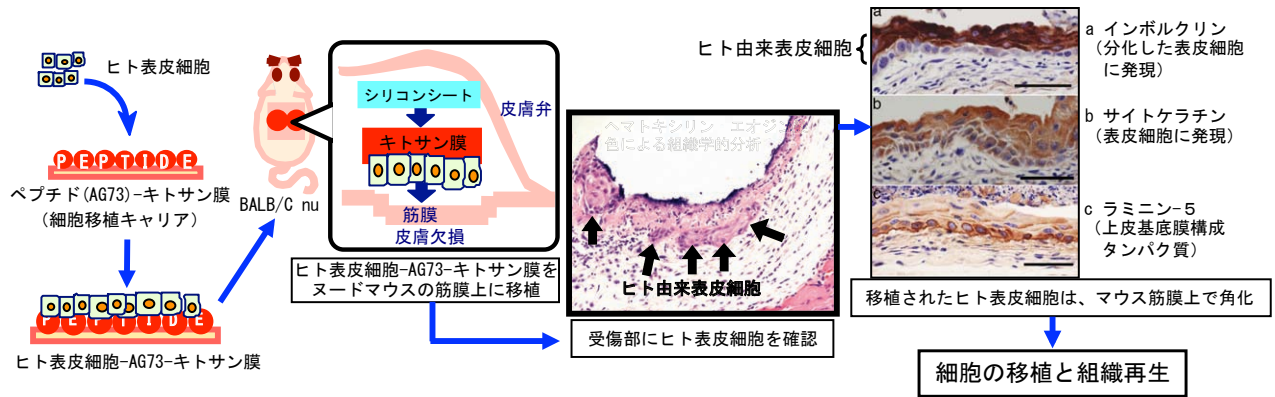 ヒト表皮細胞
PEPTIDE
ペプチド(AG73)-キトサン膜
(細胞移植キャリア)
PEPTIDE
ヒト表皮細胞-AG73-キトサン膜
BALB/C nu
シリコンシート
皮膚弁
キトサン膜
筋膜
皮膚欠損
ヒト表皮細胞-AG73-キトサン膜を
ヌードマウスの筋膜上に移植
ヘマトキシリン エオジン
色による組織学的分析
ヒト由来表皮細胞
受傷部にヒト表皮細胞を確認
ヒト由来表皮細胞
a
a インボルクリン
(分化した表皮細胞
に発現)
b
b サイトケラチン
(表皮細胞に発現)
c
c ラミニン-5
(上皮基底膜構成
タンパク質)
移植されたヒト表皮細胞は、マウス筋膜上で角化
細胞の移植と組織再生